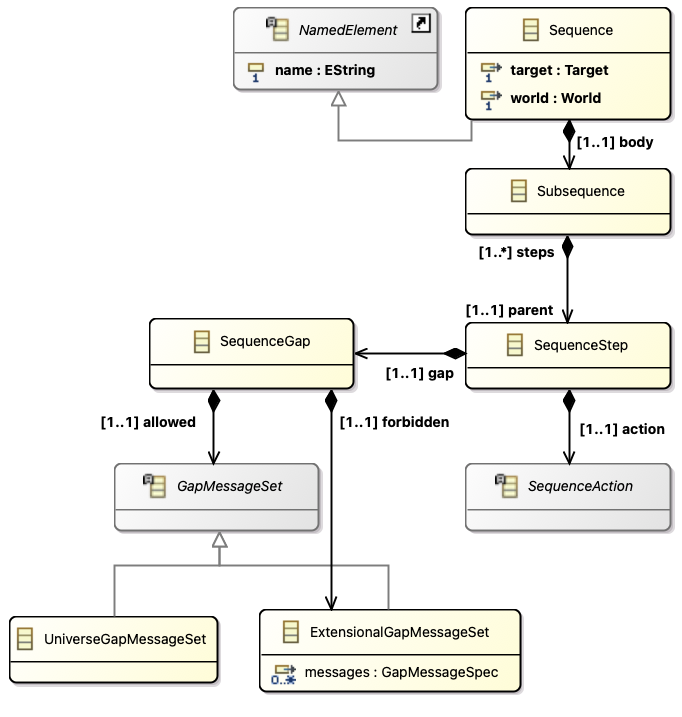 NamedElement
1 name : EString
Sequence
1 target : Target
1 world : World
[1..1] body
Subsequence
[1..*] steps
[1..1] parent
SequenceGap
SequenceStep
[1..1] gap
[1..1] allowed
[1..1] forbidden
[1..1] action
GapMessageSet
SequenceAction
UniverseGapMessageSet
ExtensionalGapMessageSet
0..* messages : GapMessageSpec